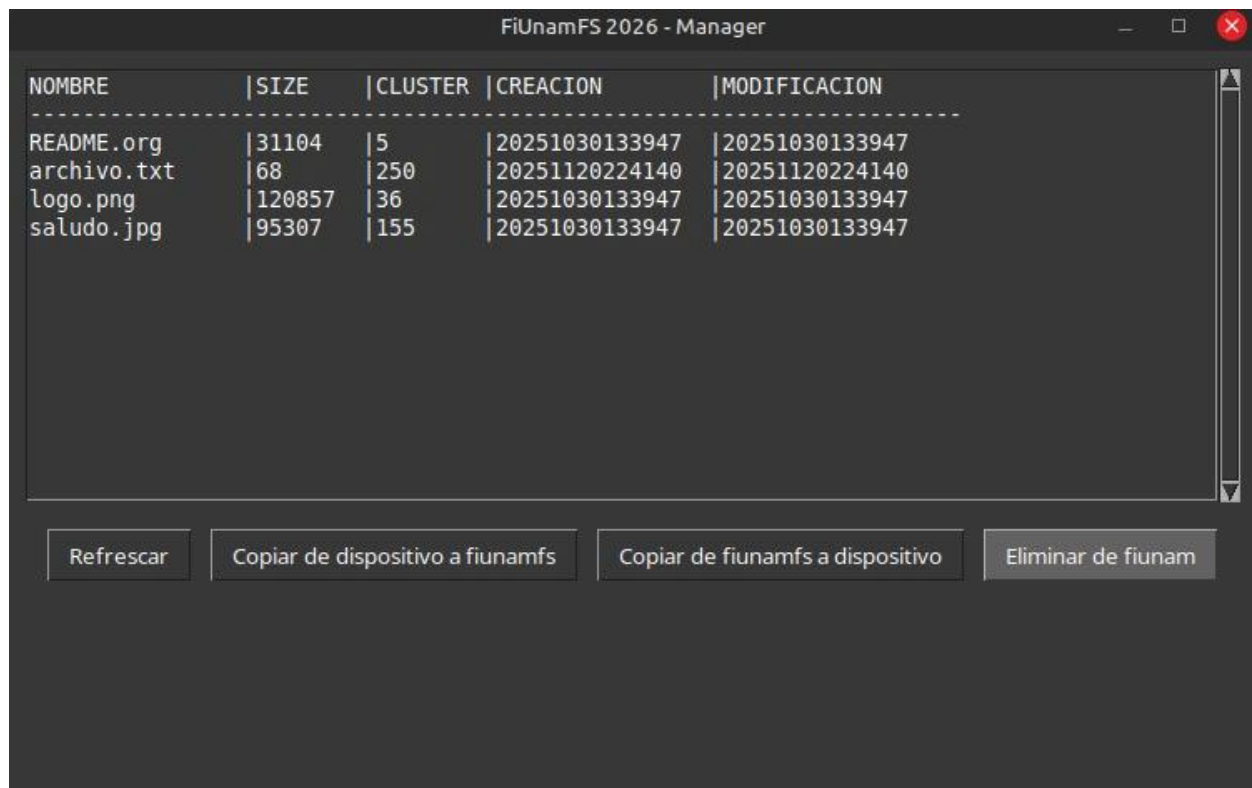 FiUnamFS 2026 - Manager
NOMBRE |SIZE |CLUSTER |CREACION |MODIFICACION
--------------------------------------------------------------------------------
README.org |31104 |5 |20251030133947 |20251030133947
archivo.txt |68 |250 |20251120224140 |20251120224140
logo.png |120857 |36 |20251030133947 |20251030133947
saludo.jpg |95307 |155 |20251030133947 |20251030133947
Refrescar Copiar de dispositivo a fiunamfs Copiar de fiunamfs a dispositivo Eliminar de fiunam